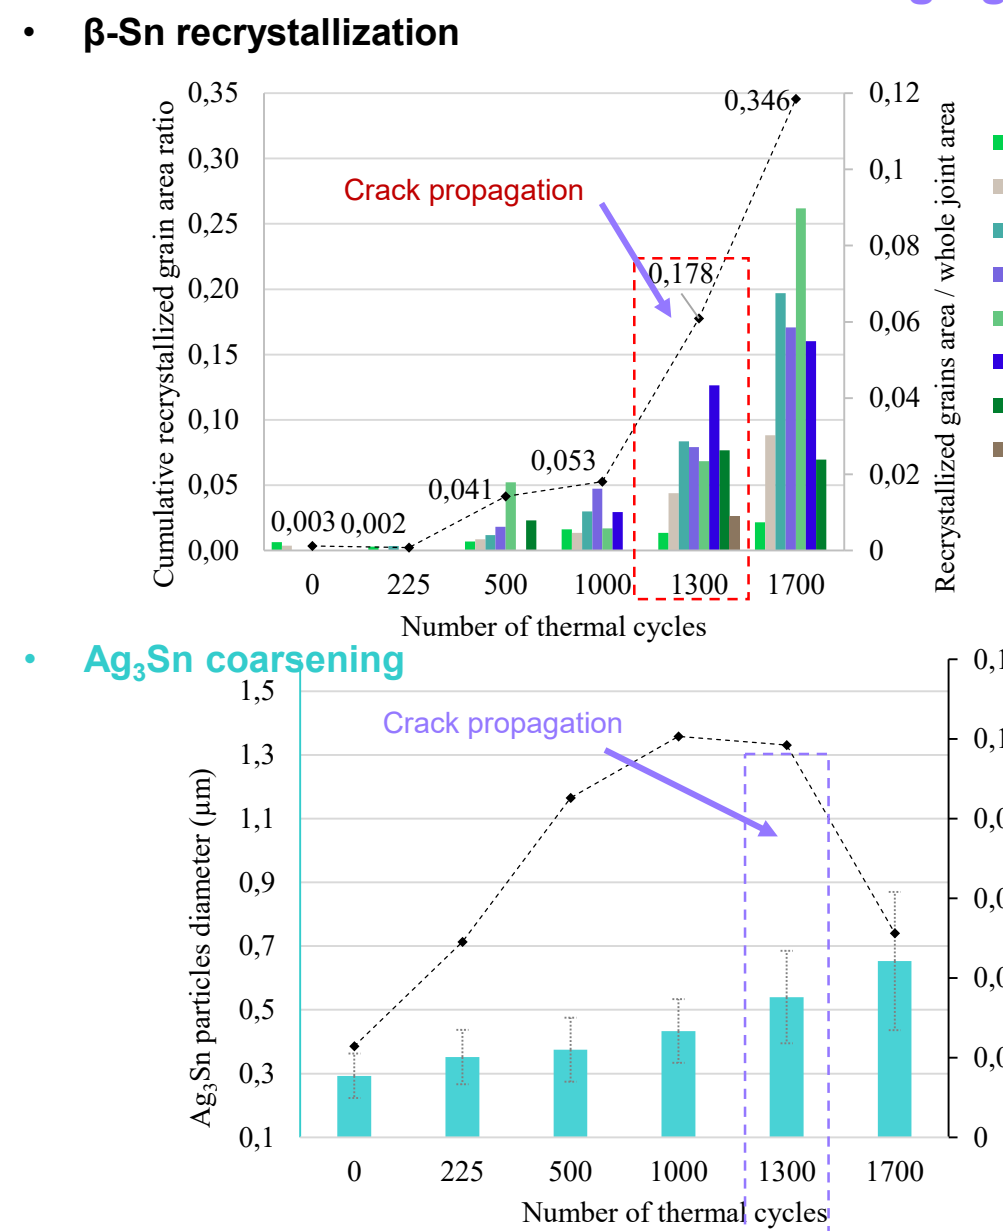 • β-Sn recrystallization
Cumulative recrystallized grain area ratio
0,35
0,30
0,25
0,20
0,15
0,10
0,05
0,00
0,12
0,1
0,08
0,06
0,04
0,02
0
Recrystallized grains area / whole joint area
Crack propagation
0,346
0,178
0,053
0,041
0,003 0,002
0 225 500 1000 1300 1700
Number of thermal cycles
• Ag₃Sn coarsening
Ag₃Sn particles diameter (µm)
1,5
1,3
1,1
0,9
0,7
0,5
0,3
0,1
Crack propagation
0
0 225 500 1000 1300 1700
Number of thermal cycles